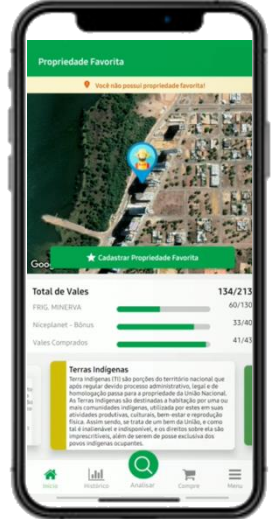 Propriedade Favorita
Você não possui propriedade favorita!
Goo
★ Cadastrar Propriedade Favorita
Total de Vales 134/213
FRIG. MINERVA 60/130
Niceplanet - Bônus 33/40
Vales Comprados 41/43
Terras Indígenas
Terra Indígenas (TI) são porções do território nacional que
após regular devido processo administrativo, legal e de
homologação passa para a propriedade da União Nacional.
As Terras Indígenas são destinadas a habitação por uma ou
mais comunidades indígenas, utilizada por estes em suas
atividades produtivas, culturais, bem-estar e reprodução
física. Assim sendo, se trata de um bem da União, e como
tal é inalienável e indisponível, e os direitos sobre ela são
imprescritíveis, além de serem de posse exclusiva dos
povos indígenas ocupantes.
Início
Histórico
Analisar
Compre
Menu